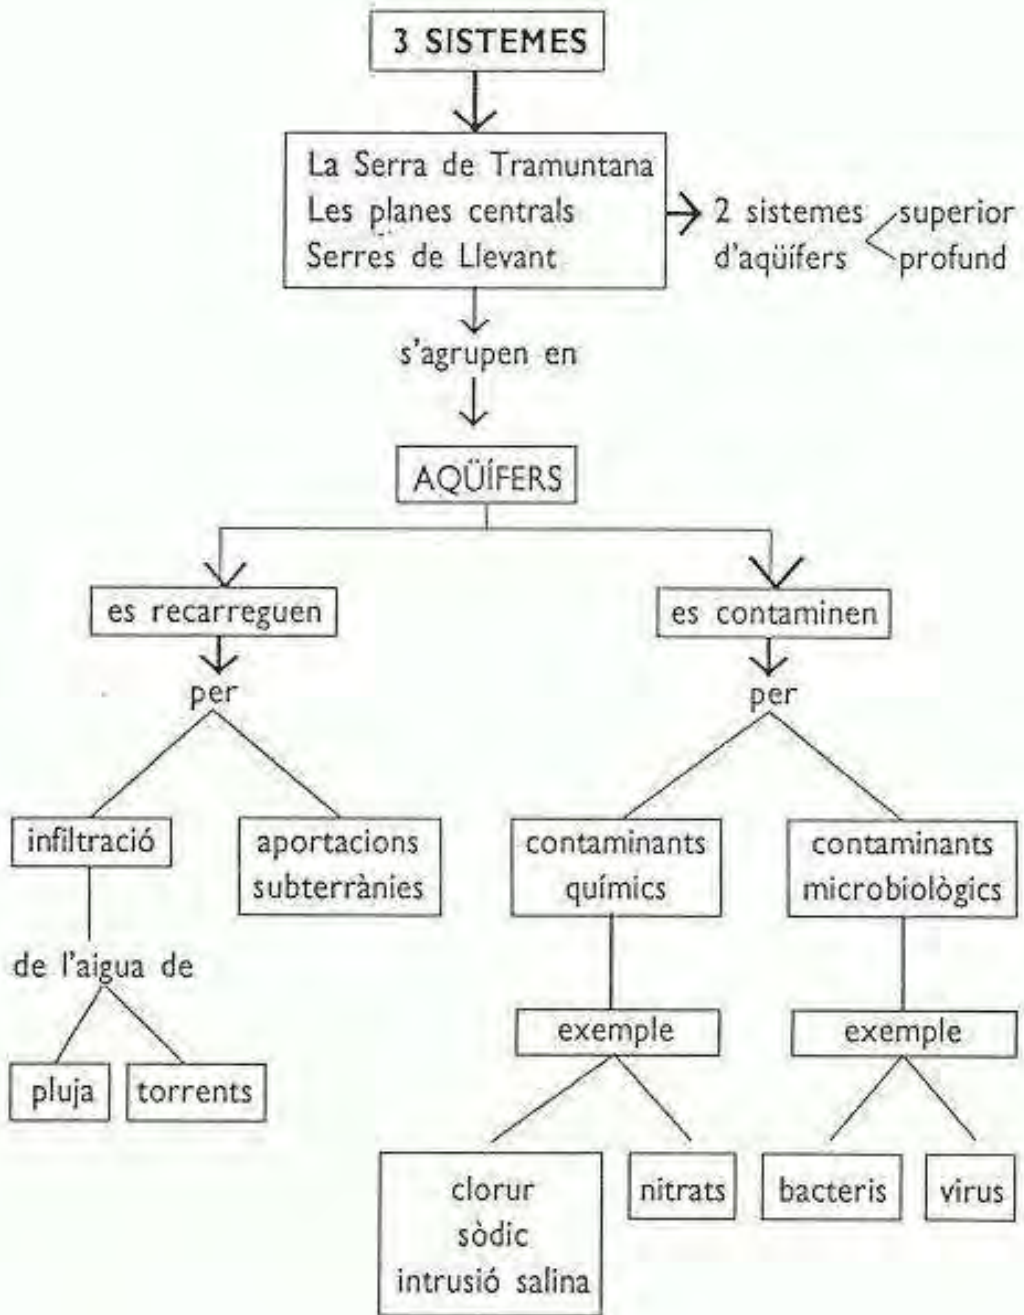 3 SISTEMES
La Serra de Tramuntana
Les planes centrals
Serres de Llevant
2 sistemes
d'aqüífers
superior
profund
s'agrupen en
AQÜÍFERS
es recarreguen
per
infiltració
aportacions
subterrànies
de l'aigua de
pluja
torrents
es contaminen
per
contaminants
químics
contaminants
microbiològics
exemple
exemple
clorur
sòdic
intrusió salina
nitrats
bacteris
virus